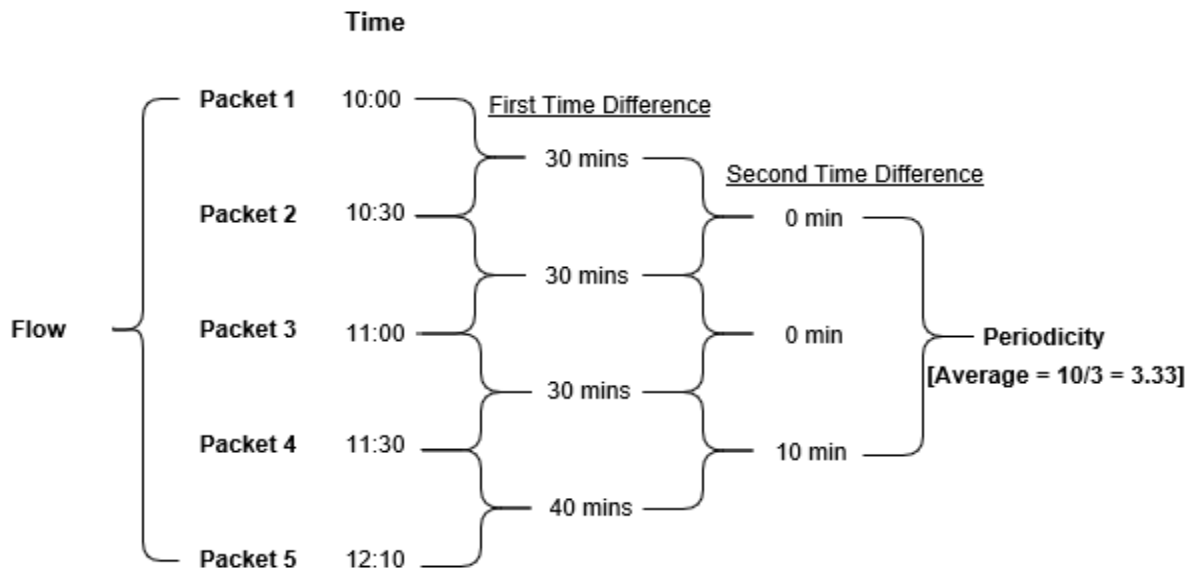 Time
Packet 1 10:00
First Time Difference
30 mins
Second Time Difference
Packet 2 10:30
0 min
30 mins
Flow
Packet 3 11:00
0 min
Periodicity
[Average = 10/3 = 3.33]
30 mins
Packet 4 11:30
10 min
40 mins
Packet 5 12:10